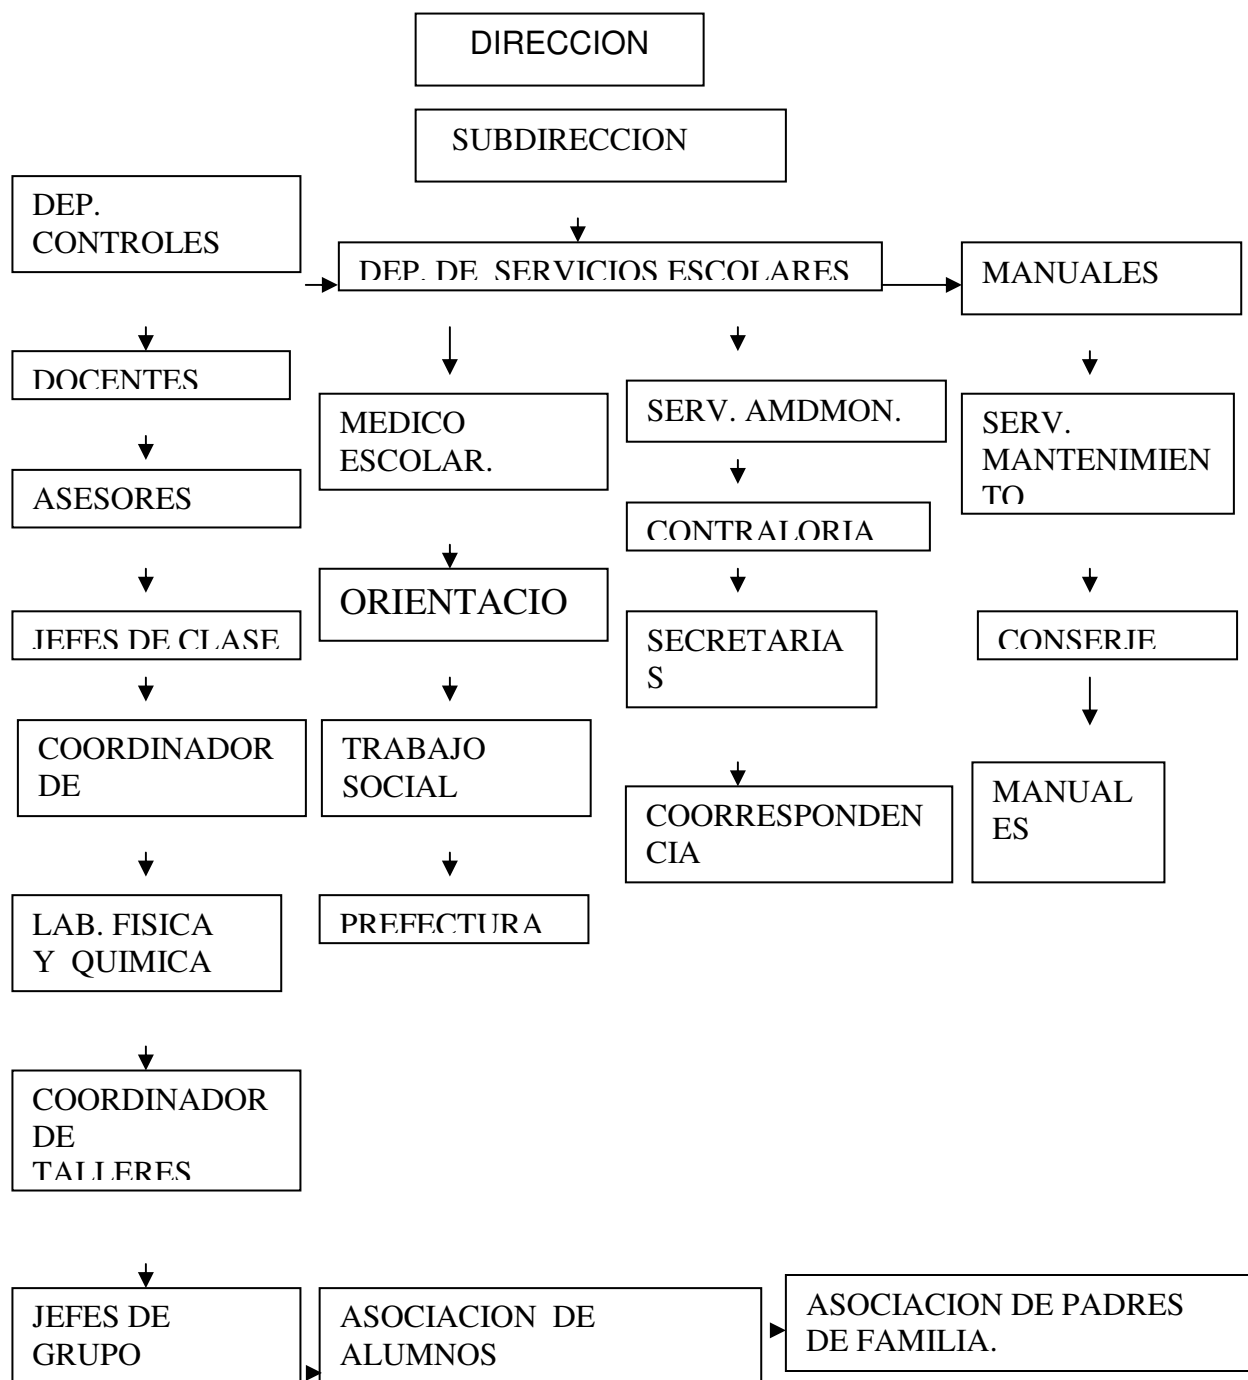 DIRECCION
SUBDIRECCION
DEP.
CONTROLES
DEP. DE SERVICIOS ESCOLARES
MANUALES
DOCENTES
MEDICO
ESCOLAR.
SERV. AMDMON.
SERV.
MANTENIMIEN
TO
ASESORES
CONTRALORIA
ORIENTACIO
JEFES DE CLASE
SECRETARIA
S
CONSERJE
COORDINADOR
DE
TRABAJO
SOCIAL
COORRESPONDEN
CIA
MANUAL
ES
LAB. FISICA
Y QUIMICA
PREFECTURA
COORDINADOR
DE
TALLERES
JEFES DE
GRUPO
ASOCIACION DE
ALUMNOS
ASOCIACION DE PADRES
DE FAMILIA.